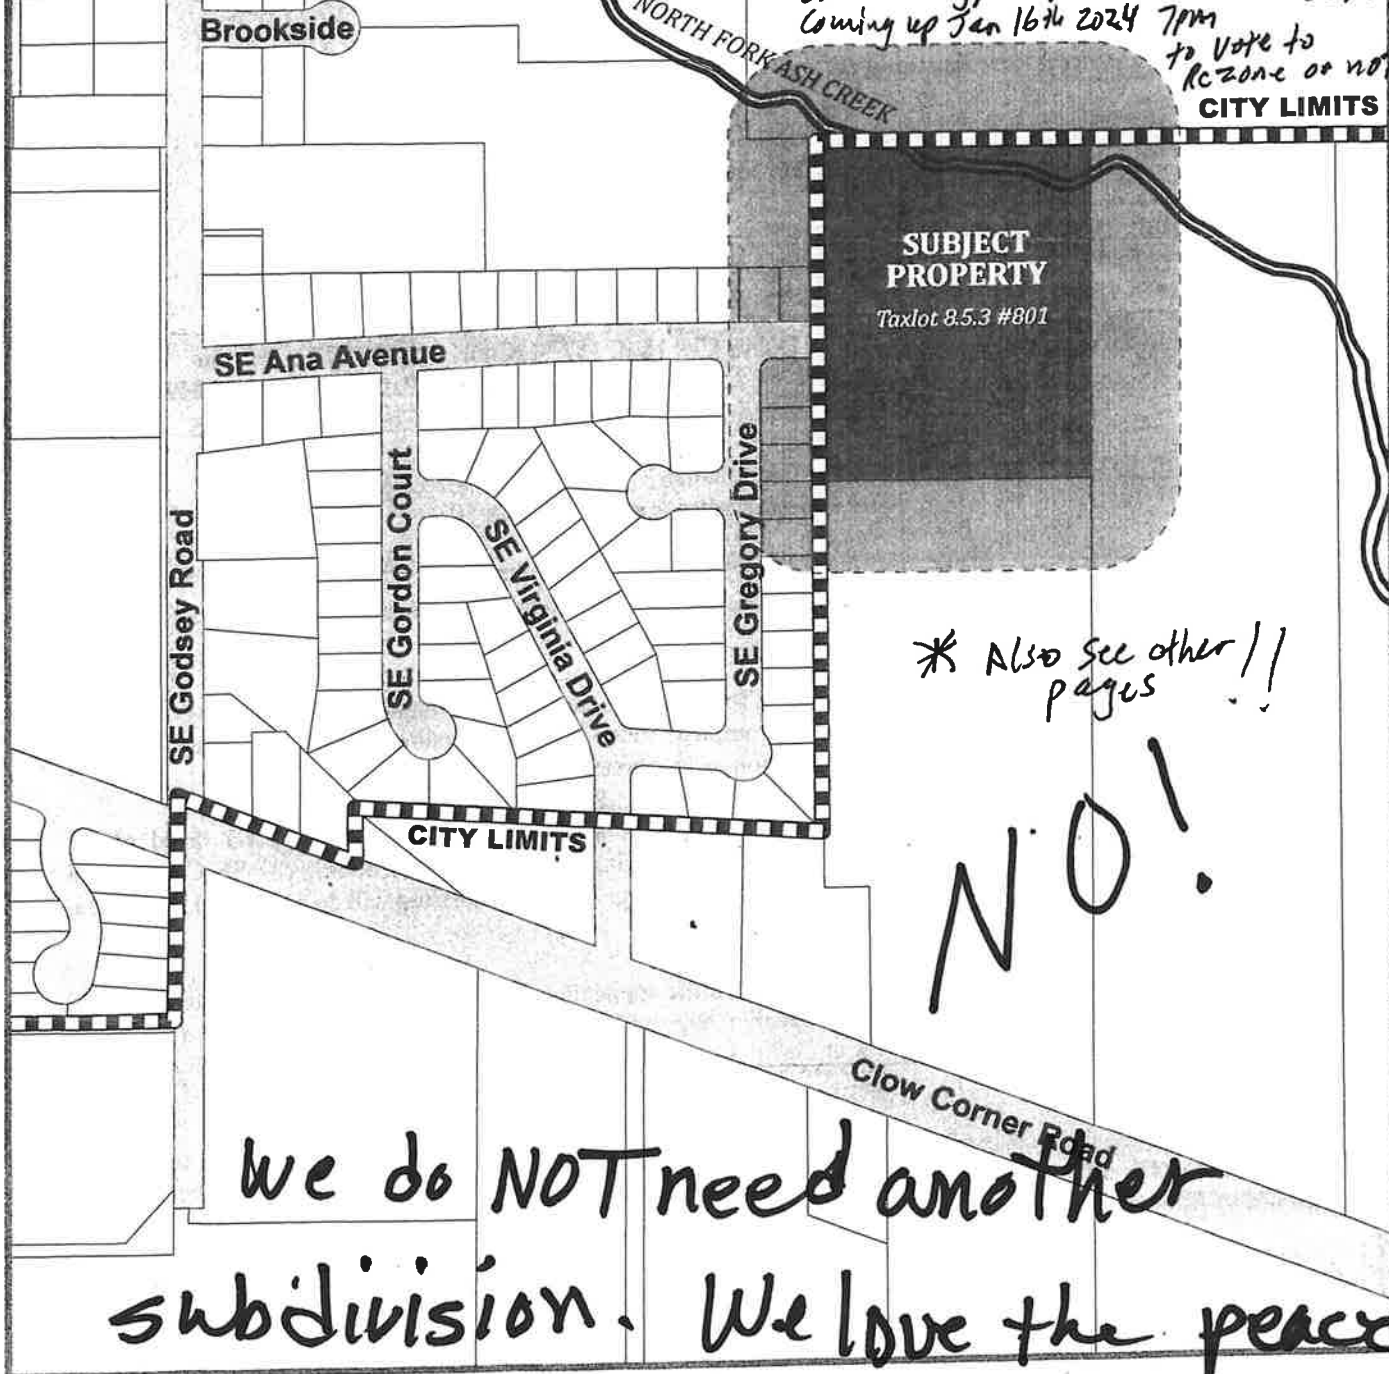 Coming up Jan 16th 2024 7pm
to Vote to
Rezone or not
Brookside
NORTH FORK ASH CREEK
CITY LIMITS
SUBJECT
PROPERTY
Taxlot 8.5.3 #801
SE Ana Avenue
SE Godsey Road
SE Gordon Court
SE Virginia Drive
SE Gregory Drive
* Also see other!!
pages
NO!
CITY LIMITS
Clow Corner Road
we do NOT need another
subdivision. We love the peace